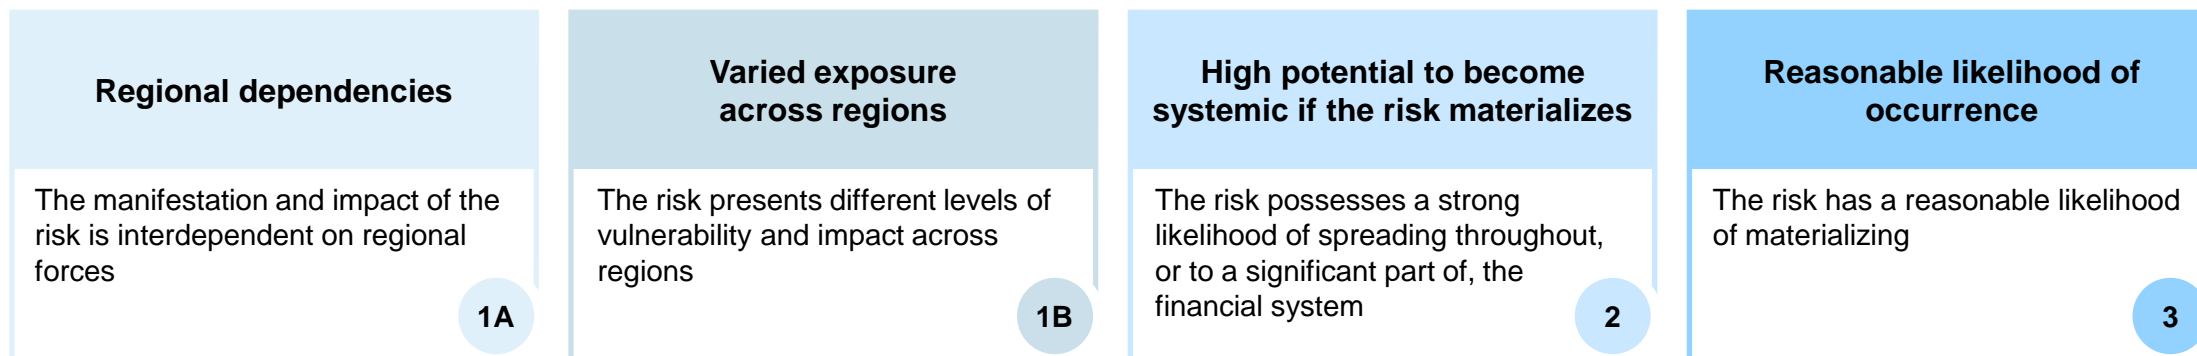 Regional dependencies
The manifestation and impact of the
risk is interdependent on regional
forces
1A
Varied exposure
across regions
The risk presents different levels of
vulnerability and impact across
regions
1B
High potential to become
systemic if the risk materializes
The risk possesses a strong
likelihood of spreading throughout,
or to a significant part of, the
financial system
2
Reasonable likelihood of
occurrence
The risk has a reasonable likelihood
of materializing
3